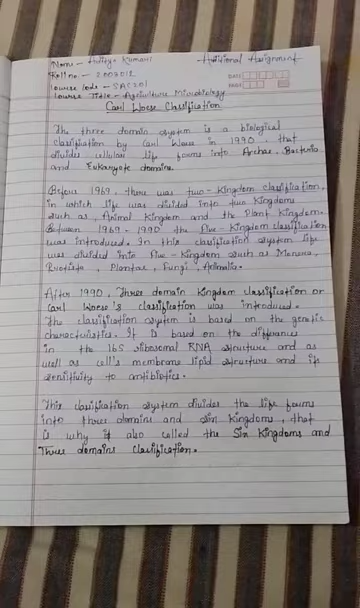 Name:- Aditya Kumari Additional Assignment
Roll no. - 2007012 DATE
Course code - SAC201 PAGE
Course Title - Agriculture Microbiology
Carl Woese Classification
The three domain system is a biological
classification by Carl Woese in 1990, that
divides cellular life forms into Archae, Bacteria
and Eukaryote domains.
Before 1969, there was two-kingdom classification,
in which life was divided into two kingdoms
such as, Animal kingdom and the Plant kingdom.
Between 1969-1990 the Five-kingdom classification
was introduced. In this classification system life
was divided into Five-Kingdom such as Monera,
Protista, Plantae, Fungi, Animalia.
After 1990, Three domain Kingdom classification or
Carl Woese's classification was introduced.
The classification system is based on the genetic
characteristics. It is based on the differences
in the 16S ribosomal RNA structure and as
well as cell's membrane lipid structure and its
sensitivity to antibiotics.
This classification system divides the life forms
into three domains and six kingdoms, that
is why it also called the Six Kingdoms and
Three domains classification.